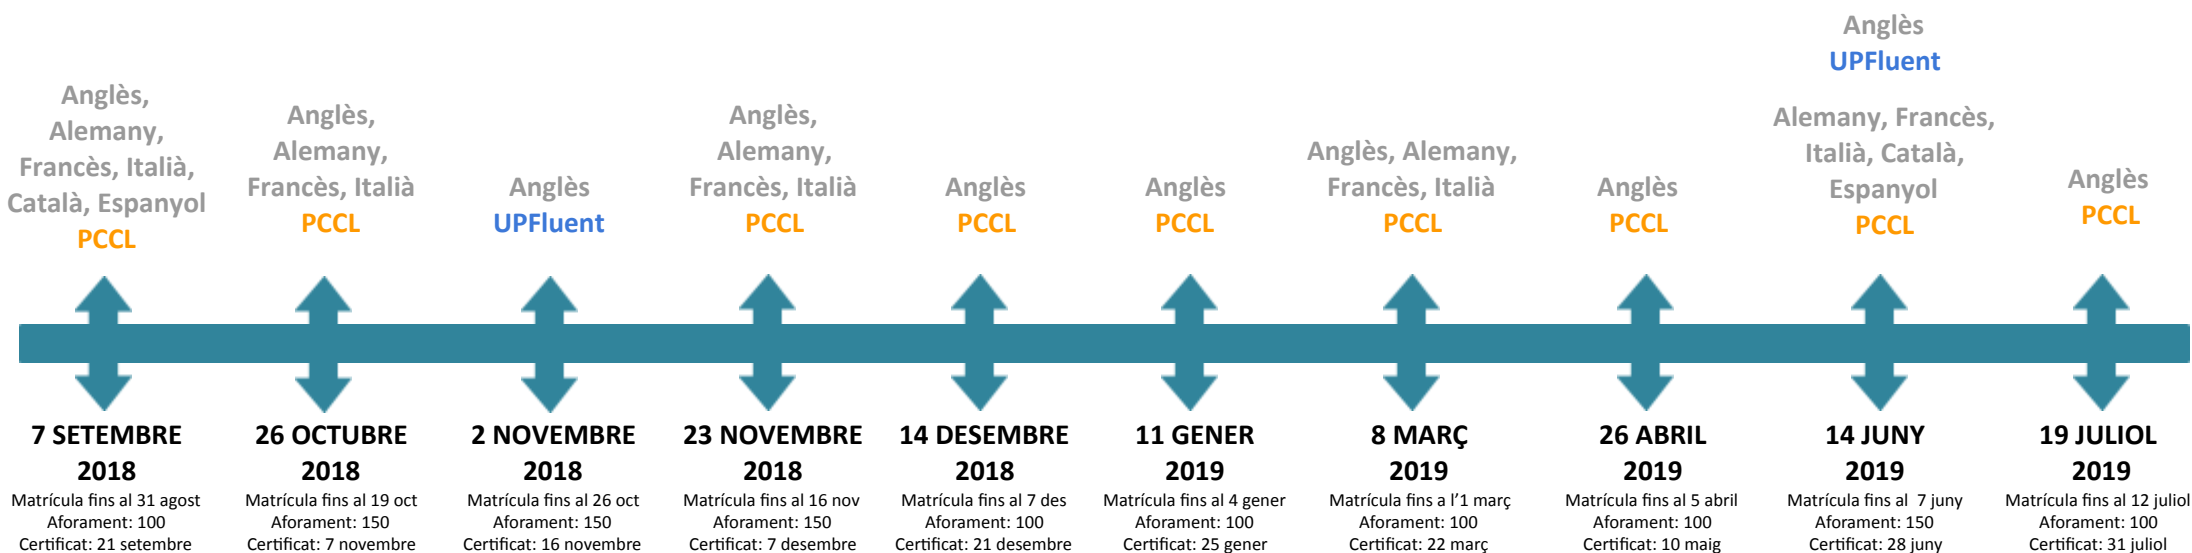 Anglès,
Alemany,
Francès, Italià,
Català, Espanyol
PCCL
7 SETEMBRE
2018
Matrícula fins al 31 agost
Aforament: 100
Certificat: 21 setembre
Anglès,
Alemany,
Francès, Italià
PCCL
26 OCTUBRE
2018
Matrícula fins al 19 oct
Aforament: 150
Certificat: 7 novembre
Anglès
UPFluent
2 NOVEMBRE
2018
Matrícula fins al 26 oct
Aforament: 150
Certificat: 16 novembre
Anglès,
Alemany,
Francès, Italià
PCCL
23 NOVEMBRE
2018
Matrícula fins al 16 nov
Aforament: 150
Certificat: 7 desembre
Anglès
PCCL
14 DESEMBRE
2018
Matrícula fins al 7 des
Aforament: 100
Certificat: 21 desembre
Anglès
PCCL
11 GENER
2019
Matrícula fins al 4 gener
Aforament: 100
Certificat: 25 gener
Anglès, Alemany,
Francès, Italià
PCCL
8 MARÇ
2019
Matrícula fins a l’1 març
Aforament: 100
Certificat: 22 març
Anglès
PCCL
26 ABRIL
2019
Matrícula fins al 5 abril
Aforament: 100
Certificat: 10 maig
Anglès
UPFluent
Alemany, Francès,
Italià, Català,
Espanyol
PCCL
14 JUNY
2019
Matrícula fins al 7 juny
Aforament: 150
Certificat: 28 juny
Anglès
PCCL
19 JULIOL
2019
Matrícula fins al 12 juliol
Aforament: 100
Certificat: 31 juliol